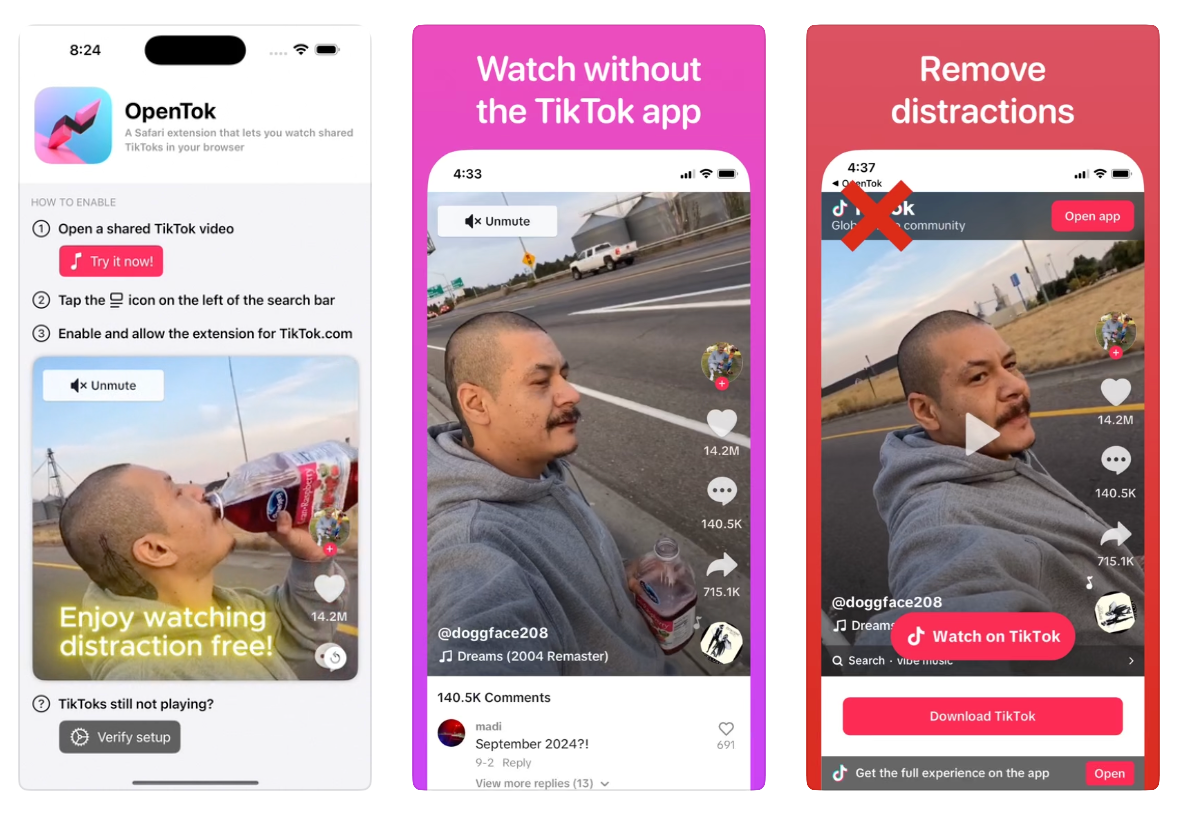 8:24
OpenTok
A Safari extension that lets you watch shared
TikToks in your browser
HOW TO ENABLE
1 Open a shared TikTok video
Try it now!
2 Tap the icon on the left of the search bar
3 Enable and allow the extension for TikTok.com
Unmute
Cran-Raspberry
14.2M
Enjoy watching
distraction free!
? TikToks still not playing?
Verify setup
Watch without
the TikTok app
4:33
Unmute
14.2M
140.5K
715.1K
@doggface208
Dreams (2004 Remaster)
140.5K Comments
madi
September 2024?!
691
9-2 Reply
View more replies (13)
Remove
distractions
4:37
OpenTok
community
Open app
14.2M
140.5K
715.1K
@doggface208
Dreams
Watch on TikTok
Search · vibe music
Download TikTok
Get the full experience on the app
Open